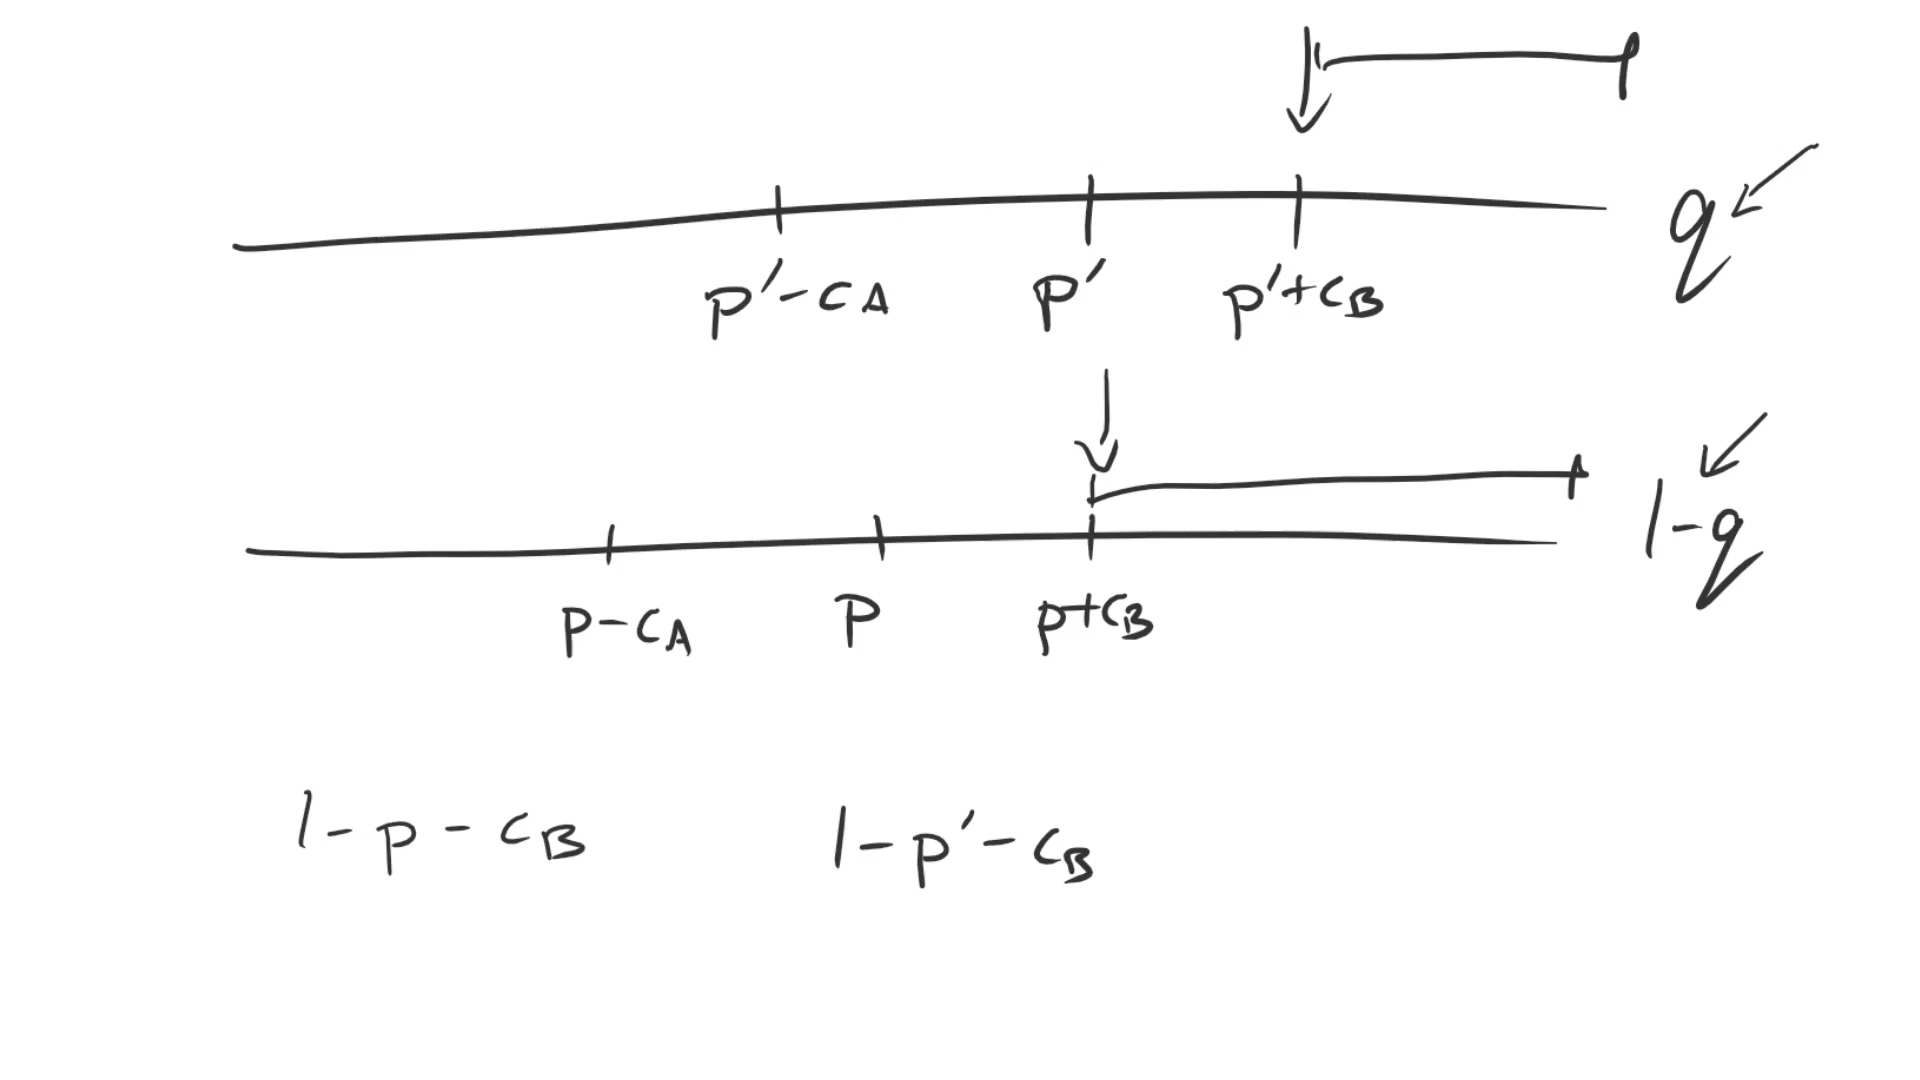 q
p′-cA p′ p′+cB
1-q
p-cA p p+cB
1-p-cB 1-p′-cB